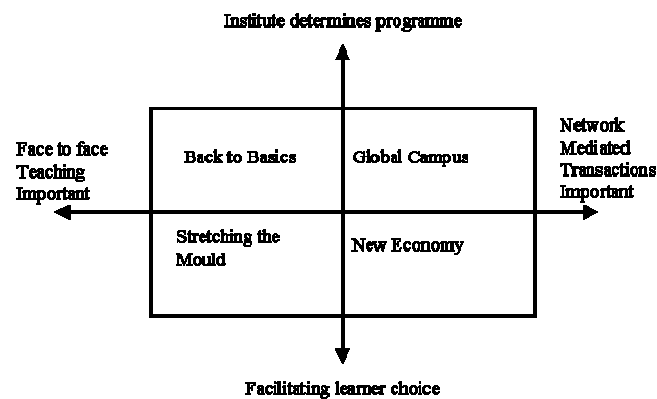 Institute determines programme
Face to face
Teaching
Important
Back to Basics
Global Campus
Network
Mediated
Transactions
Important
Stretching the
Mould
New Economy
Facilitating learner choice